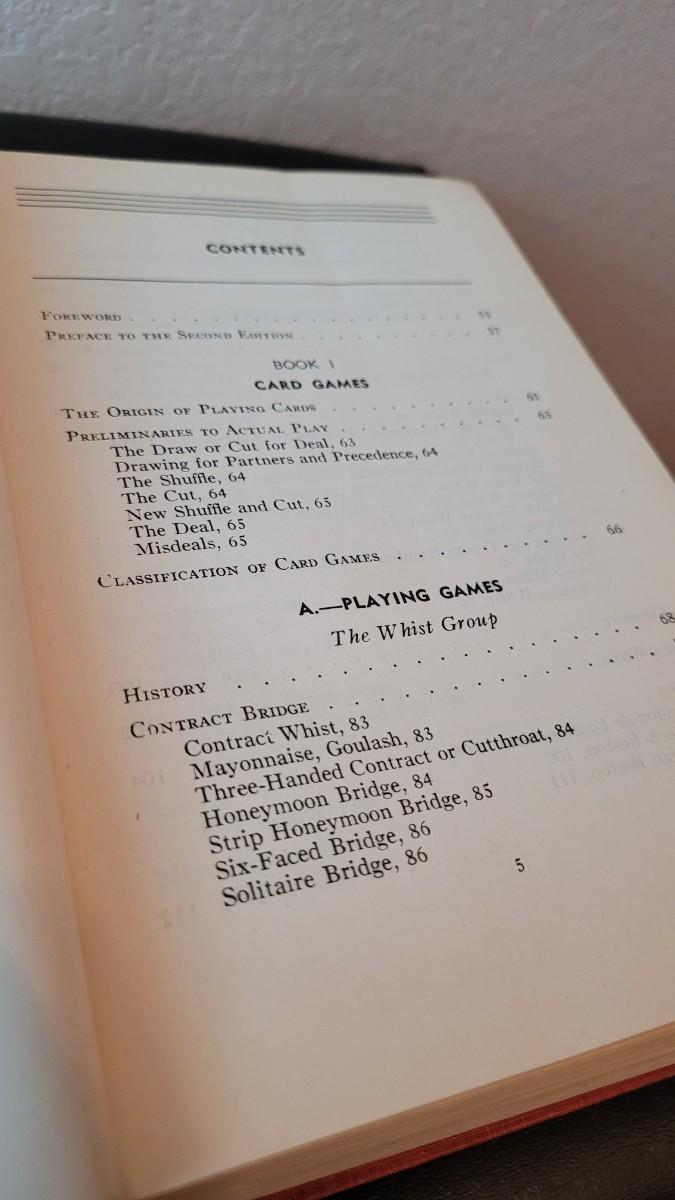 CONTENTS
FOREWORD . . . . . . . . . . . . . . . . . 55
PREFACE TO THE SECOND EDITION . . . . . . . . . . 57
BOOK I
CARD GAMES
THE ORIGIN OF PLAYING CARDS . . . . . . . . . . 61
PRELIMINARIES TO ACTUAL PLAY . . . . . . . . . . 63
The Draw or Cut for Deal, 63
Drawing for Partners and Precedence, 64
The Shuffle, 64
The Cut, 64
New Shuffle and Cut, 65
The Deal, 65
Misdeals, 65
CLASSIFICATION OF CARD GAMES . . . . . . . . . . 66
A.—PLAYING GAMES
The Whist Group
HISTORY . . . . . . . . . . . . . . . . 68
CONTRACT BRIDGE . . . . . . . . . . . .
Contract Whist, 83
Mayonnaise, Goulash, 83
Three-Handed Contract or Cutthroat, 84
Honeymoon Bridge, 84
Strip Honeymoon Bridge, 85
Six-Faced Bridge, 86
Solitaire Bridge, 86
5